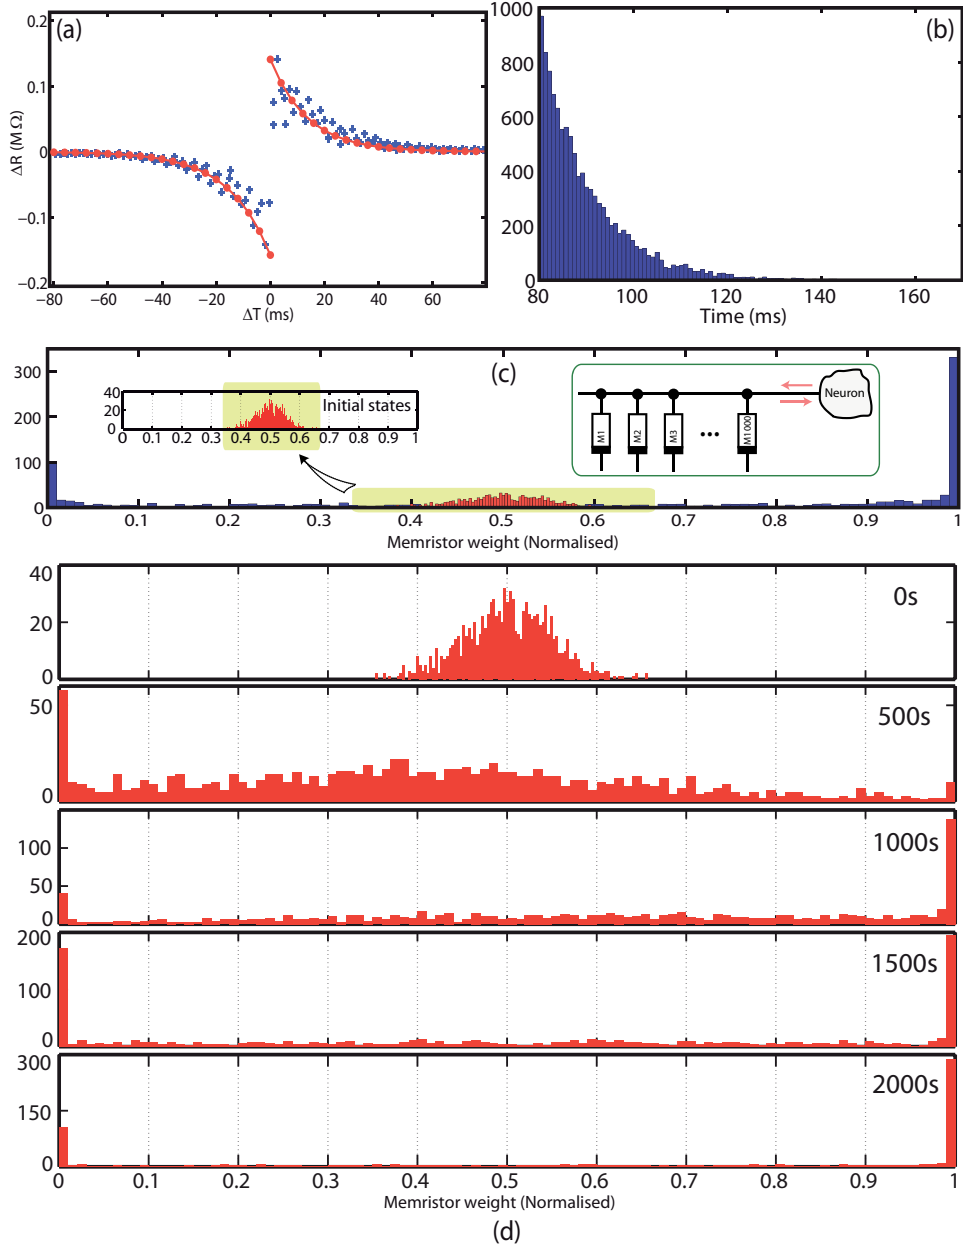 (a)
0.2
0.1
0
−0.1
−0.2
ΔR (M Ω)
−80 −60 −40 −20 0 20 40 60
ΔT (ms)
(b)
1000
800
600
400
200
0
80 100 120 140 160
Time (ms)
(c)
300
200
100
0
40
20
0
Initial states
0 0.1 0.2 0.3 0.4 0.5 0.6 0.7 0.8 0.9 1
Neuron
M1
M2
M3
M1000
0 0.1 0.2 0.3 0.4 0.5 0.6 0.7 0.8 0.9 1
Memristor weight (Normalised)
40
20
0
0s
50
0
500s
100
50
0
1000s
200
100
0
1500s
300
150
0
2000s
0 0.1 0.2 0.3 0.4 0.5 0.6 0.7 0.8 0.9 1
Memristor weight (Normalised)
(d)